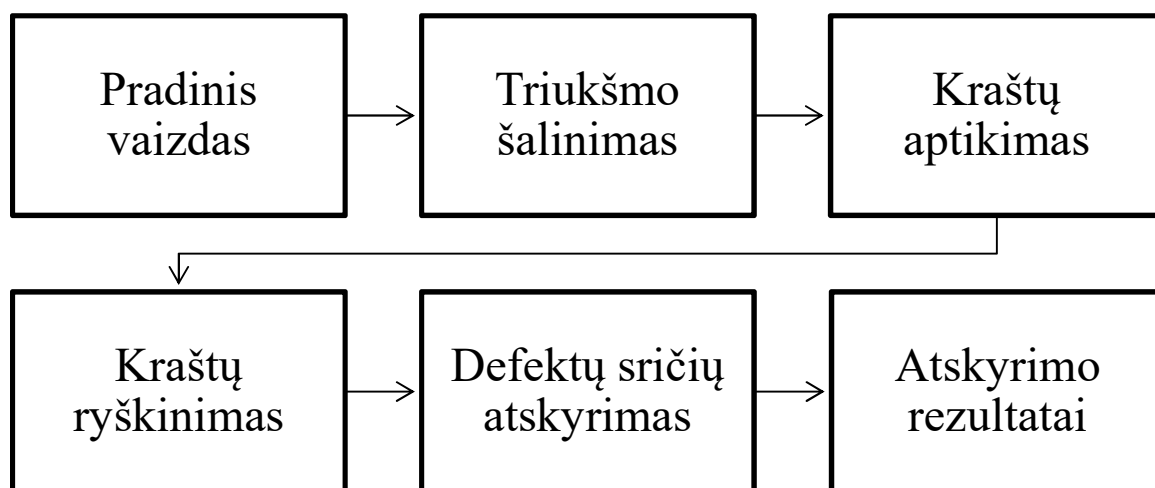 Pradinis
vaizdas
Triukšmo
šalinimas
Kraštų
aptikimas
Kraštų
ryškinimas
Defektų sričių
atskyrimas
Atskyrimo
rezultatai